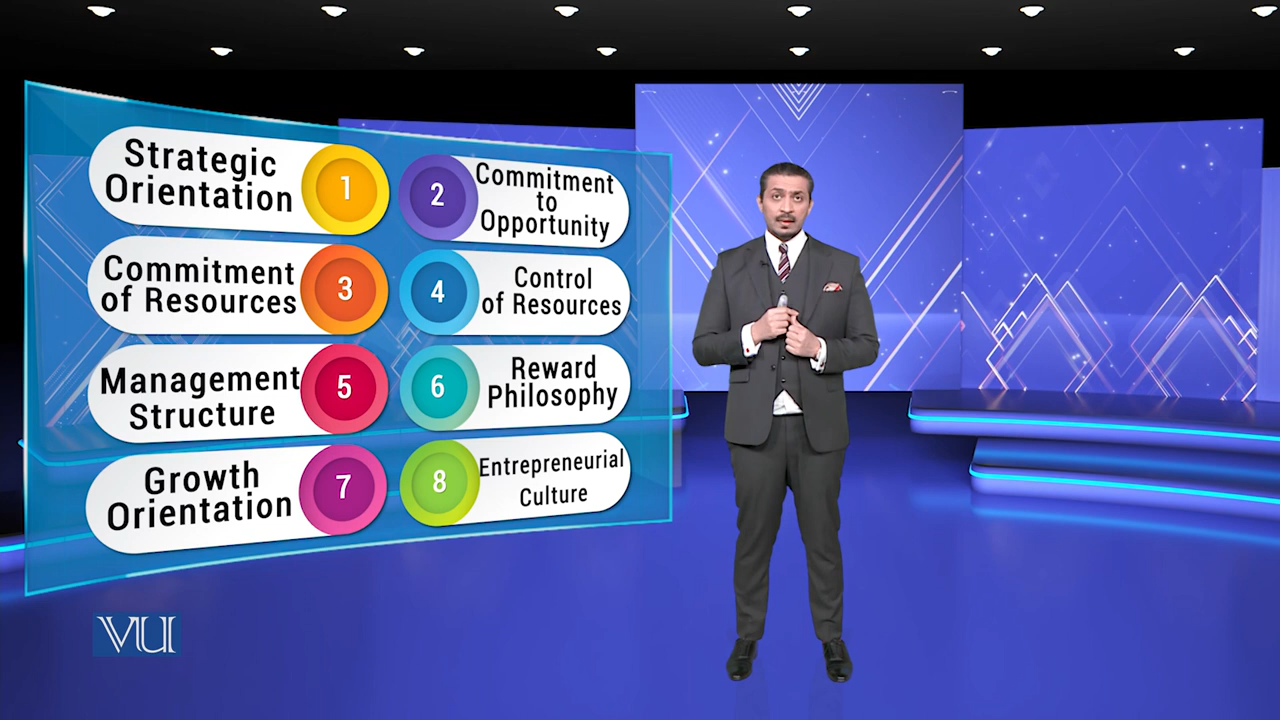 Strategic
Orientation
1
2
Commitment
to
Opportunity
Commitment
of Resources
3
4
Control
of Resources
Management
Structure
5
6
Reward
Philosophy
Growth
Orientation
7
8
Entrepreneurial
Culture
VU